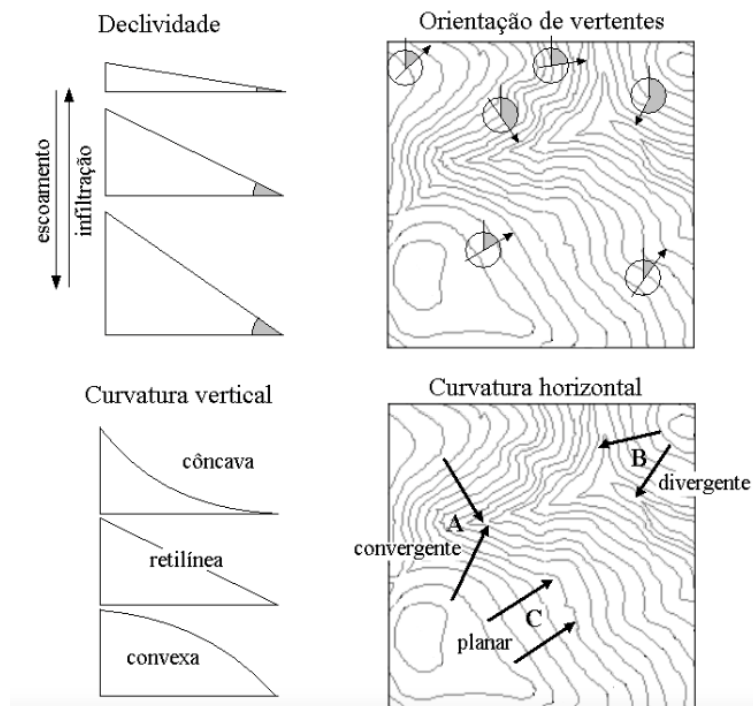 Declividade
Orientação de vertentes
escoamento
infiltração
Curvatura vertical
Curvatura horizontal
côncava
retilínea
convexa
B
divergente
A
convergente
C
planar